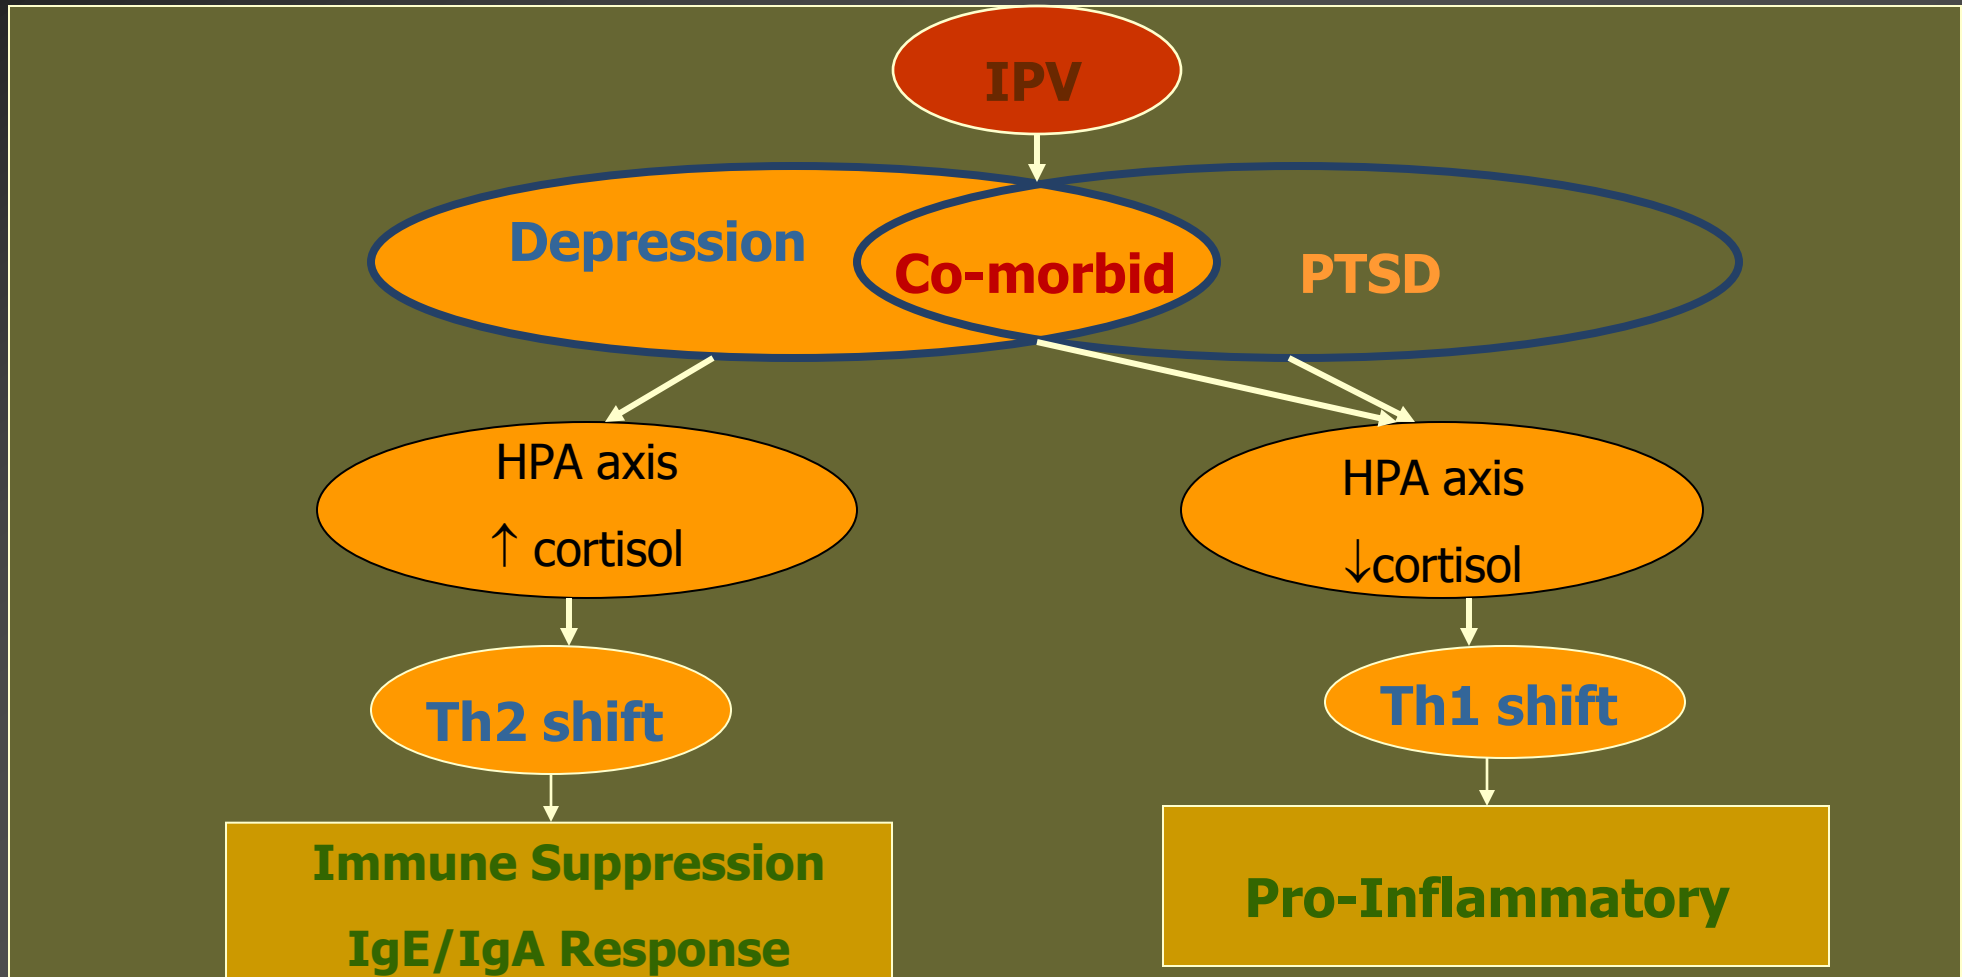 IPV
Depression
Co-morbid
PTSD
HPA axis
↑ cortisol
HPA axis
↓cortisol
Th2 shift
Th1 shift
Immune Suppression
IgE/IgA Response
Pro-Inflammatory